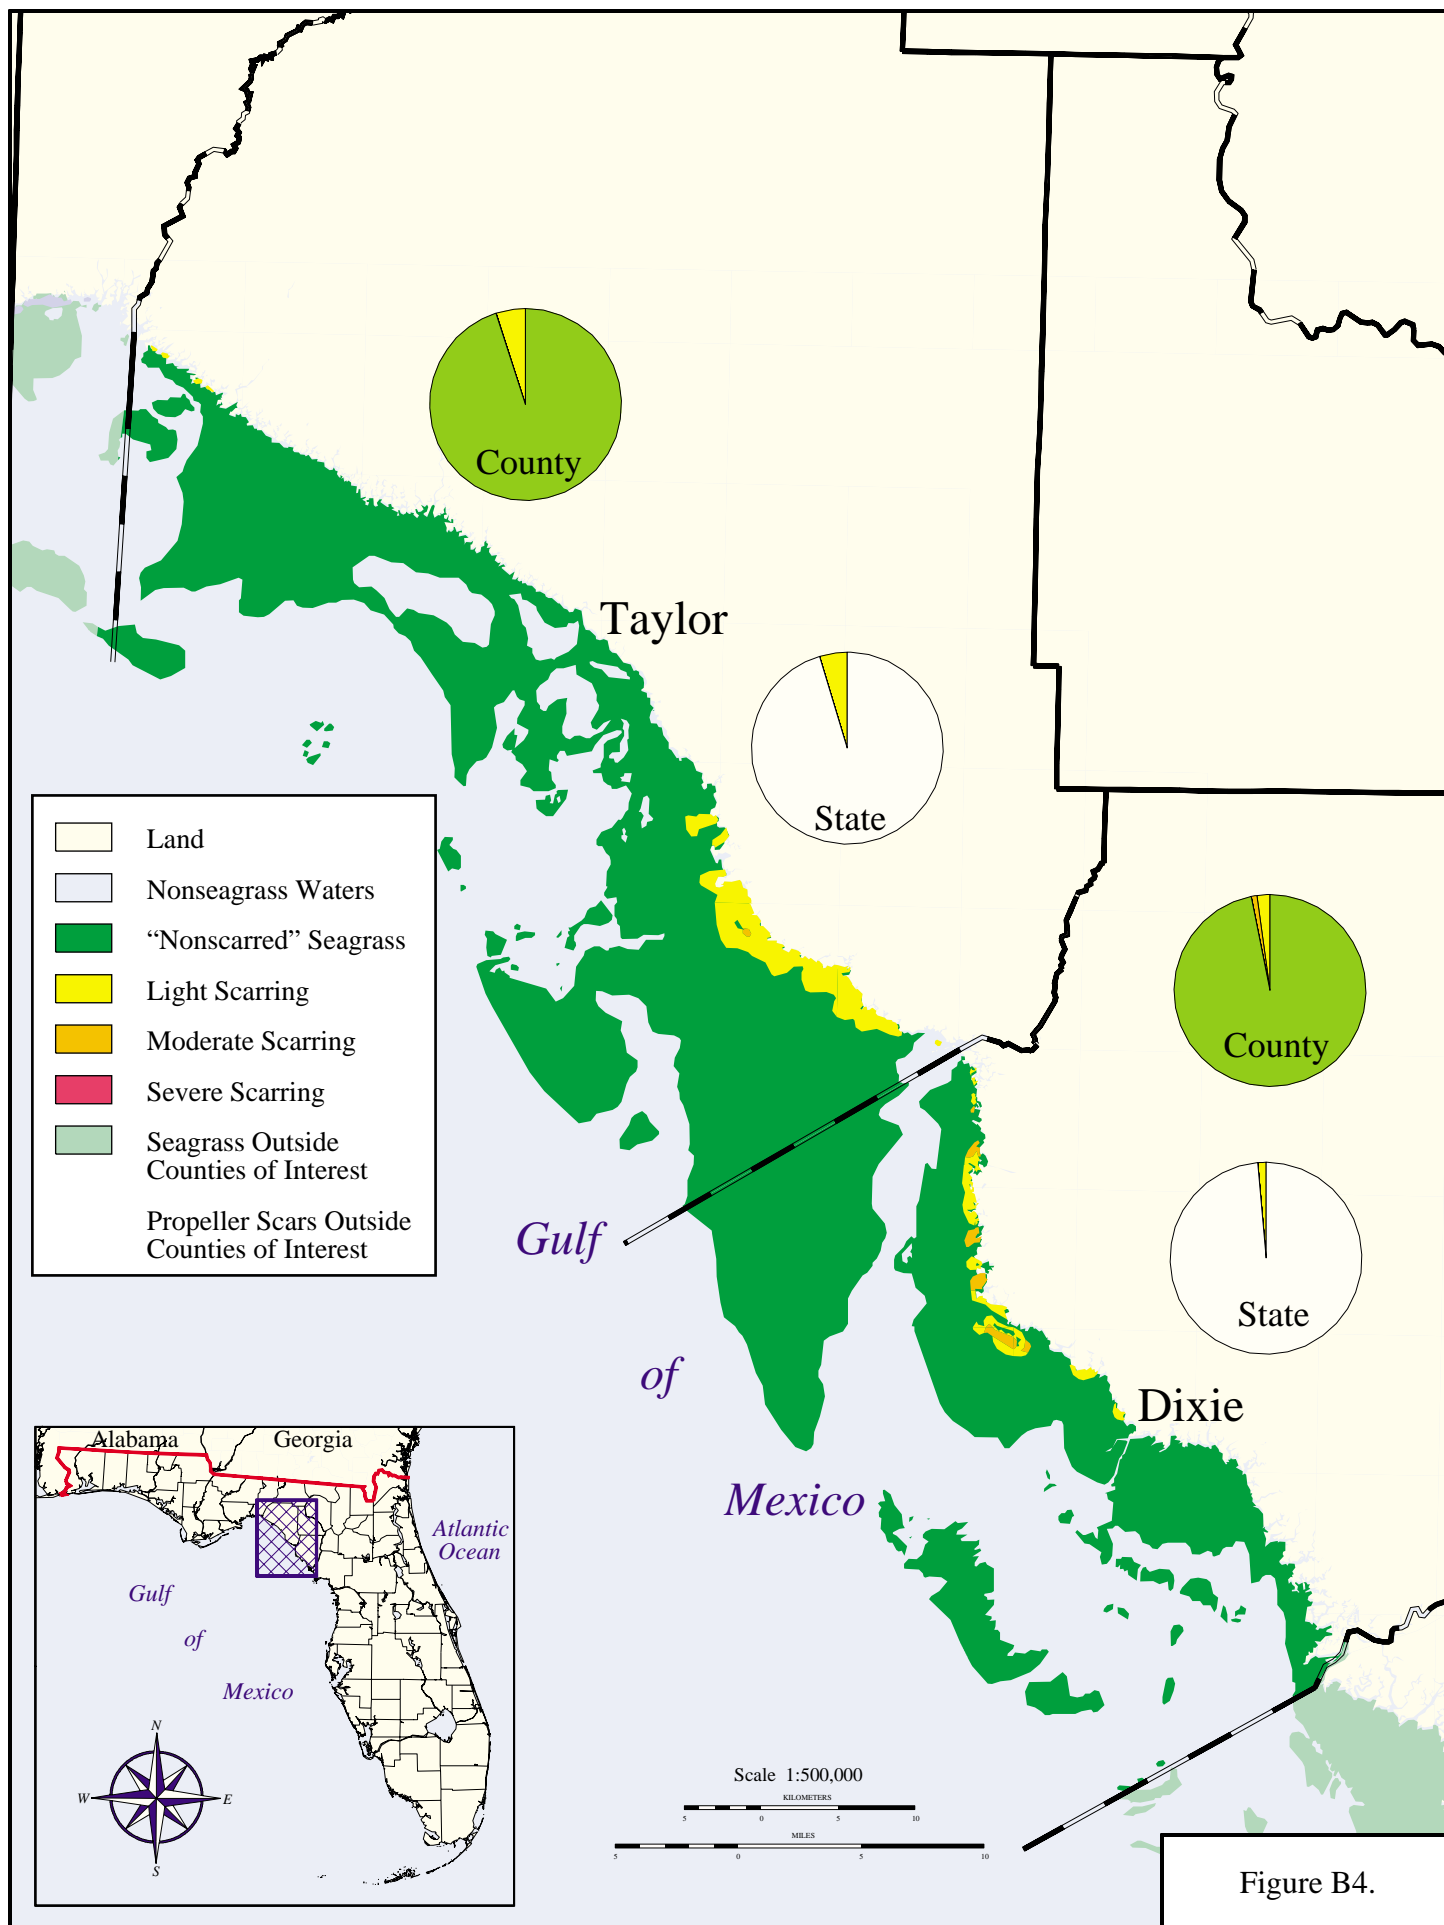 County
Taylor
State
Land
Nonseagrass Waters
“Nonscarred” Seagrass
Light Scarring
Moderate Scarring
Severe Scarring
Seagrass Outside
Counties of Interest
Propeller Scars Outside
Counties of Interest
County
State
Gulf
of
Mexico
Dixie
Alabama
Georgia
Atlantic
Ocean
Gulf
of
Mexico
N
W
E
S
Scale 1:500,000
KILOMETERS
5 0 5 10
MILES
5 0 5 10
Figure B4.